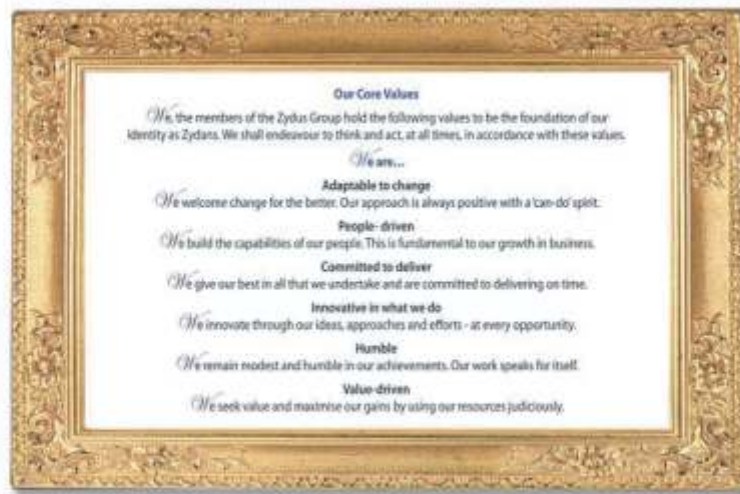 Our Core Values
We, the members of the Zydus Group hold the following values to be the foundation of our
Identity as Zydans. We shall endeavour to think and act, at all times, in accordance with these values.
We are...
Adaptable to change
We welcome change for the better. Our approach is always positive with a 'can-do' spirit.
People- driven
We build the capabilities of our people. This is fundamental to our growth in business.
Committed to deliver
We give our best in all that we undertake and are committed to delivering on time.
Innovative in what we do
We innovate through our ideas, approaches and efforts - at every opportunity.
Humble
We remain modest and humble in our achievements. Our work speaks for itself.
Value-driven
We seek value and maximise our gains by using our resources judiciously.